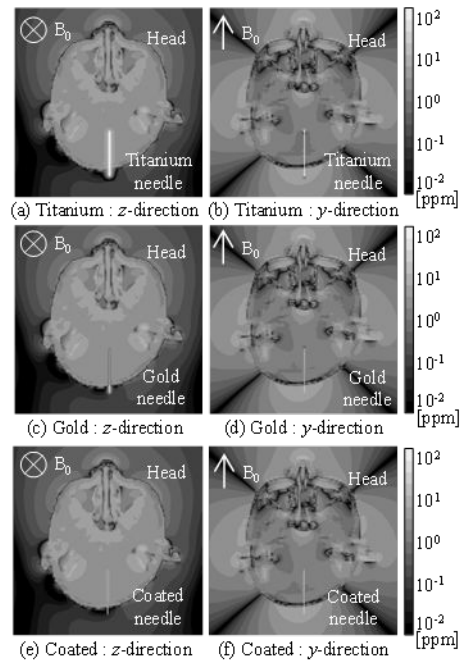 B0 Head
Titanium needle
(a) Titanium : z-direction
B0 Head
Titanium needle
(b) Titanium : y-direction
10^2
10^1
10^0
10^-1
10^-2
[ppm]
B0 Head
Gold needle
(c) Gold : z-direction
B0 Head
Gold needle
(d) Gold : y-direction
10^2
10^1
10^0
10^-1
10^-2
[ppm]
B0 Head
Coated needle
(e) Coated : z-direction
B0 Head
Coated needle
(f) Coated : y-direction
10^2
10^1
10^0
10^-1
10^-2
[ppm]